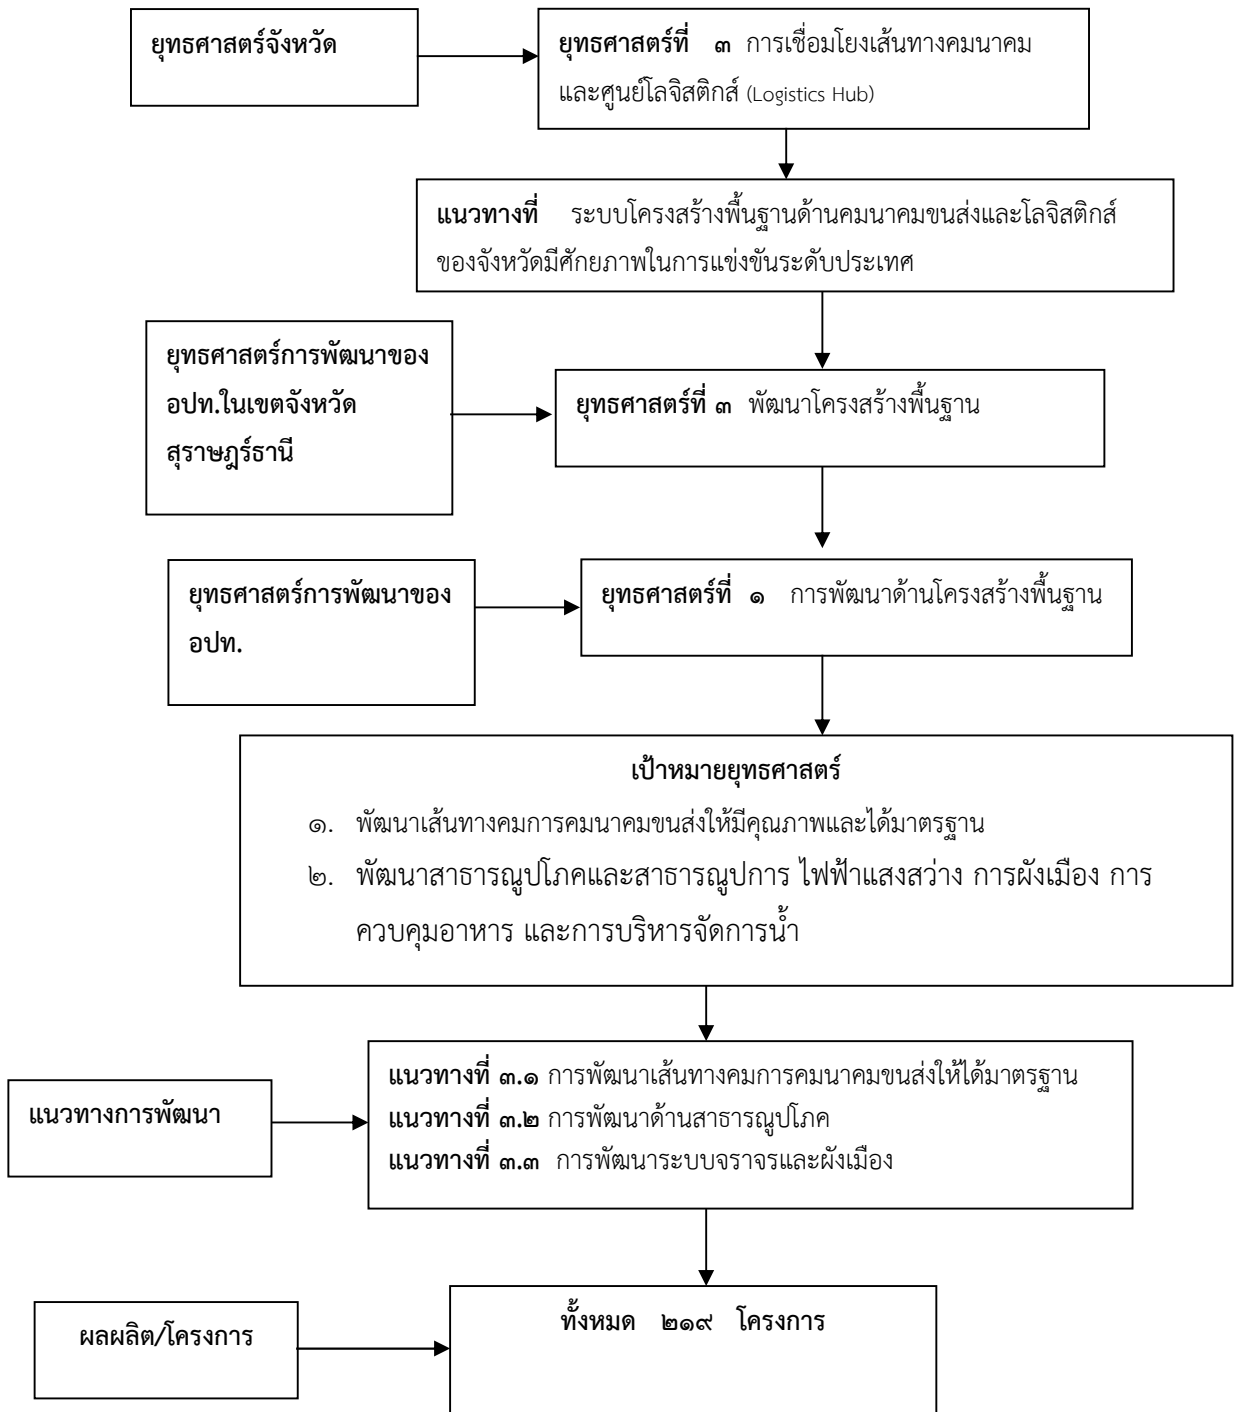 ยุทธศาสตร์จังหวัด
ยุทธศาสตร์ที่ ๓ การเชื่อมโยงเส้นทางคมนาคม
และศูนย์โลจิสติกส์ (Logistics Hub)
แนวทางที่ ระบบโครงสร้างพื้นฐานด้านคมนาคมขนส่งและโลจิสติกส์
ของจังหวัดมีศักยภาพในการแข่งขันระดับประเทศ
ยุทธศาสตร์การพัฒนาของ
อปท.ในเขตจังหวัด
สุราษฎร์ธานี
ยุทธศาสตร์ที่ ๓ พัฒนาโครงสร้างพื้นฐาน
ยุทธศาสตร์การพัฒนาของ
อปท.
ยุทธศาสตร์ที่ ๑ การพัฒนาด้านโครงสร้างพื้นฐาน
เป้าหมายยุทธศาสตร์
๑. พัฒนาเส้นทางคมการคมนาคมขนส่งให้มีคุณภาพและได้มาตรฐาน
๒. พัฒนาสาธารณูปโภคและสาธารณูปการ ไฟฟ้าแสงสว่าง การผังเมือง การ
ควบคุมอาหาร และการบริหารจัดการน้ำ
แนวทางการพัฒนา
แนวทางที่ ๓.๑ การพัฒนาเส้นทางคมการคมนาคมขนส่งให้ได้มาตรฐาน
แนวทางที่ ๓.๒ การพัฒนาด้านสาธารณูปโภค
แนวทางที่ ๓.๓ การพัฒนาระบบจราจรและผังเมือง
ผลผลิต/โครงการ
ทั้งหมด ๒๑๙ โครงการ